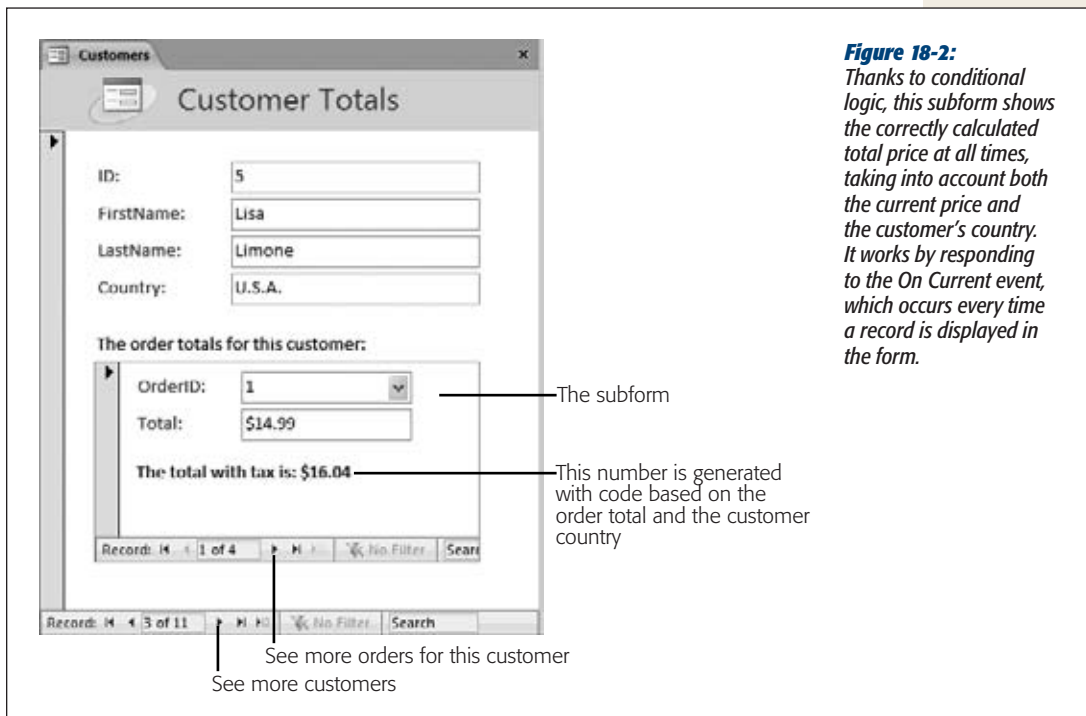 Customers
Customer Totals
ID: 5
FirstName: Lisa
LastName: Limone
Country: U.S.A.
The order totals for this customer:
OrderID: 1
Total: $14.99
The total with tax is: $16.04
Record: 1 of 4 No Filter Sear
Record: 3 of 11 No Filter Search
The subform
This number is generated
with code based on the
order total and the customer
country
See more orders for this customer
See more customers
Figure 18-2:
Thanks to conditional
logic, this subform shows
the correctly calculated
total price at all times,
taking into account both
the current price and
the customer's country.
It works by responding
to the On Current event,
which occurs every time
a record is displayed in
the form.